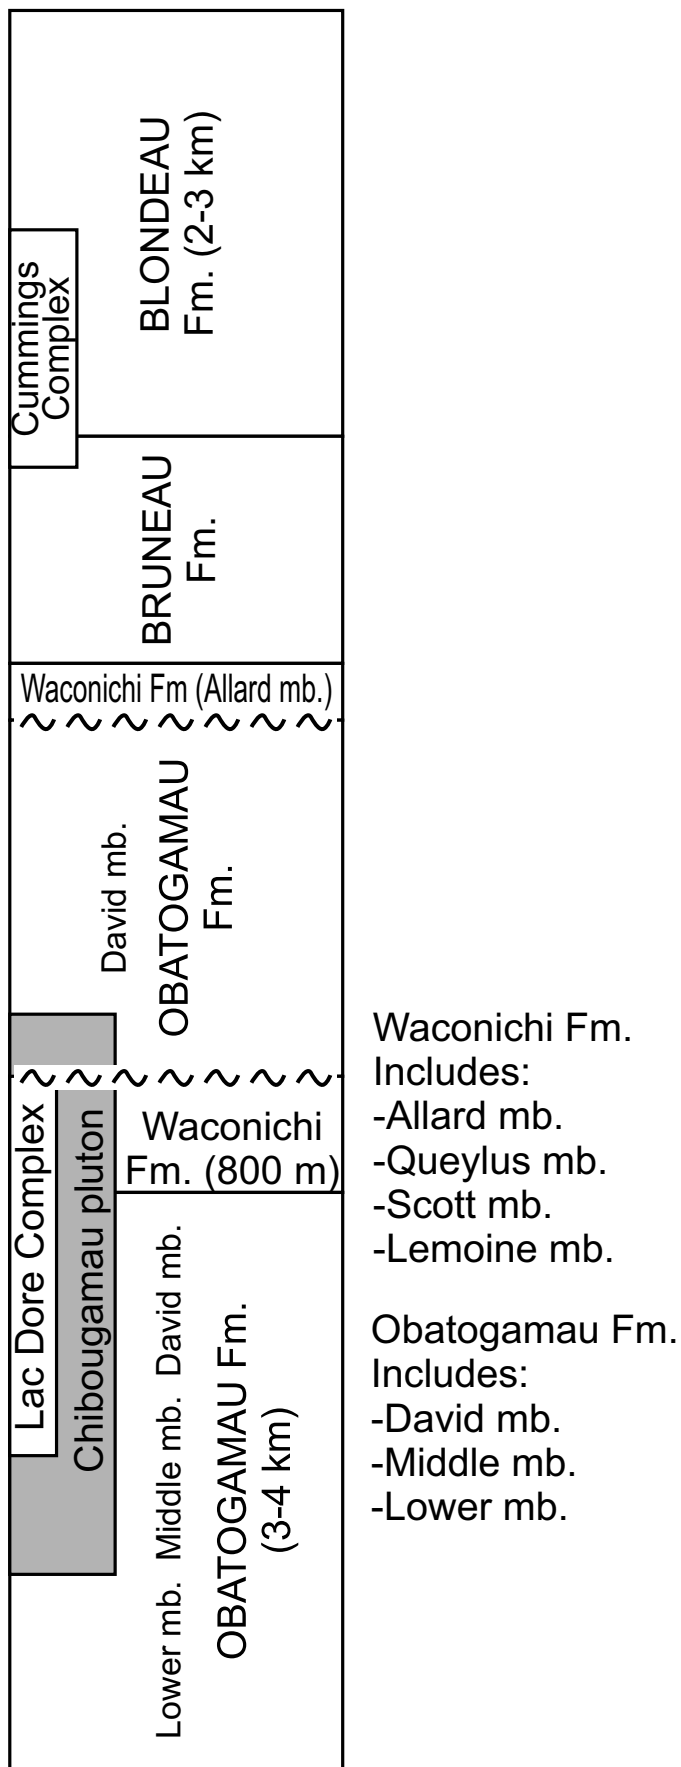 BLONDEAU
Fm. (2-3 km)
Cummings
Complex
BRUNEAU
Fm.
Waconichi Fm (Allard mb.)
David mb.
OBATOGAMAU
Fm.
Waconichi
Fm. (800 m)
Lac Dore Complex
Chibougamau pluton
Lower mb. Middle mb. David mb.
OBATOGAMAU Fm.
(3-4 km)
Waconichi Fm.
Includes:
-Allard mb.
-Queylus mb.
-Scott mb.
-Lemoine mb.
Obatogamau Fm.
Includes:
-David mb.
-Middle mb.
-Lower mb.